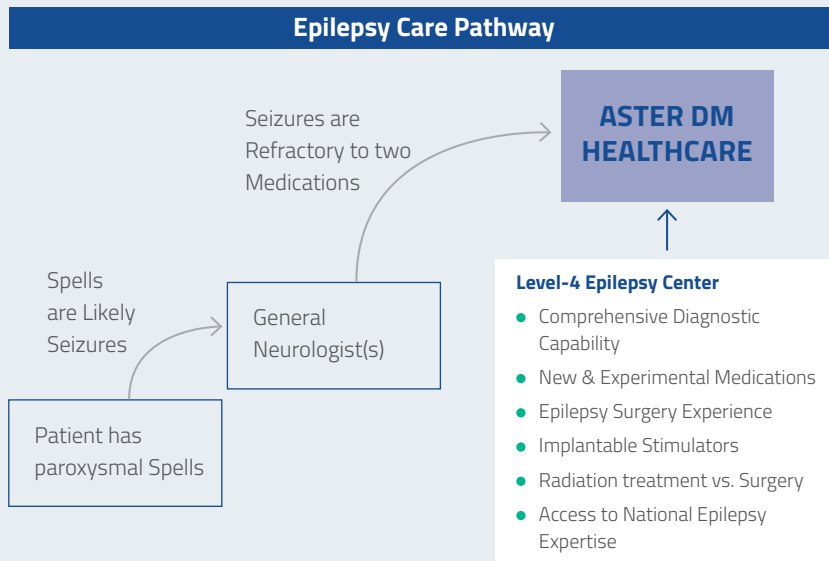 Epilepsy Care Pathway
Seizures are
Refractory to two
Medications
ASTER DM
HEALTHCARE
Spells
are Likely
Seizures
General
Neurologist(s)
Patient has
paroxysmal Spells
Level-4 Epilepsy Center
Comprehensive Diagnostic
Capability
New & Experimental Medications
Epilepsy Surgery Experience
Implantable Stimulators
Radiation treatment vs. Surgery
Access to National Epilepsy
Expertise